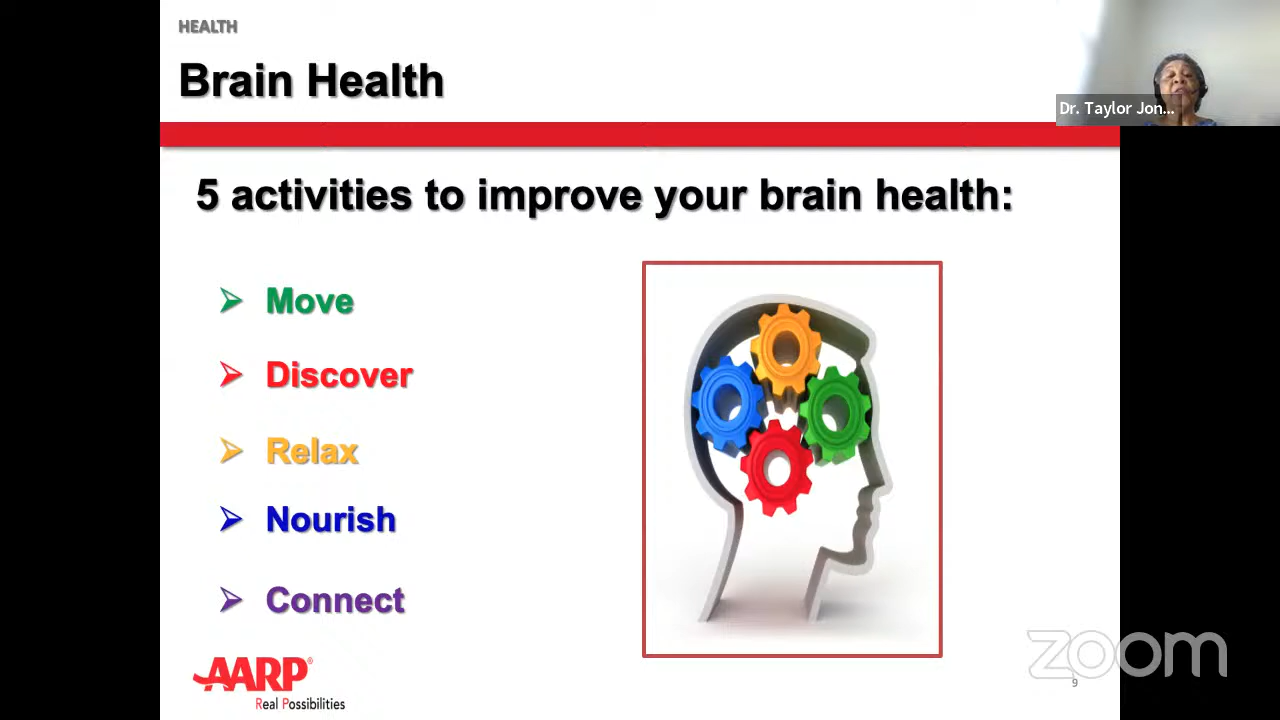 HEALTH
Brain Health
Dr. Taylor Jon...
5 activities to improve your brain health:
Move
Discover
Relax
Nourish
Connect
AARP®
Real Possibilities
zoom
9